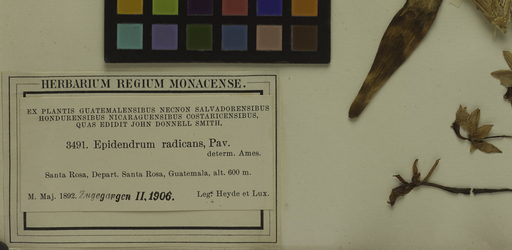 HERBARIUM REGIUM MONACENSE.
EX PLANTIS GUATEMALENSIBUS NECNON SALVADORENSIBUS
HONDURENSIBUS NICARAGUENSIBUS COSTARICENSIBUS,
QUAS EDIDIT JOHN DONNELL SMITH.
3491. Epidendrum radicans, Pav.
determ. Ames.
Santa Rosa, Depart. Santa Rosa, Guatemala, alt. 600 m.
M. Maj. 1892. Zugegangen II, 1906. Legt Heyde et Lux.